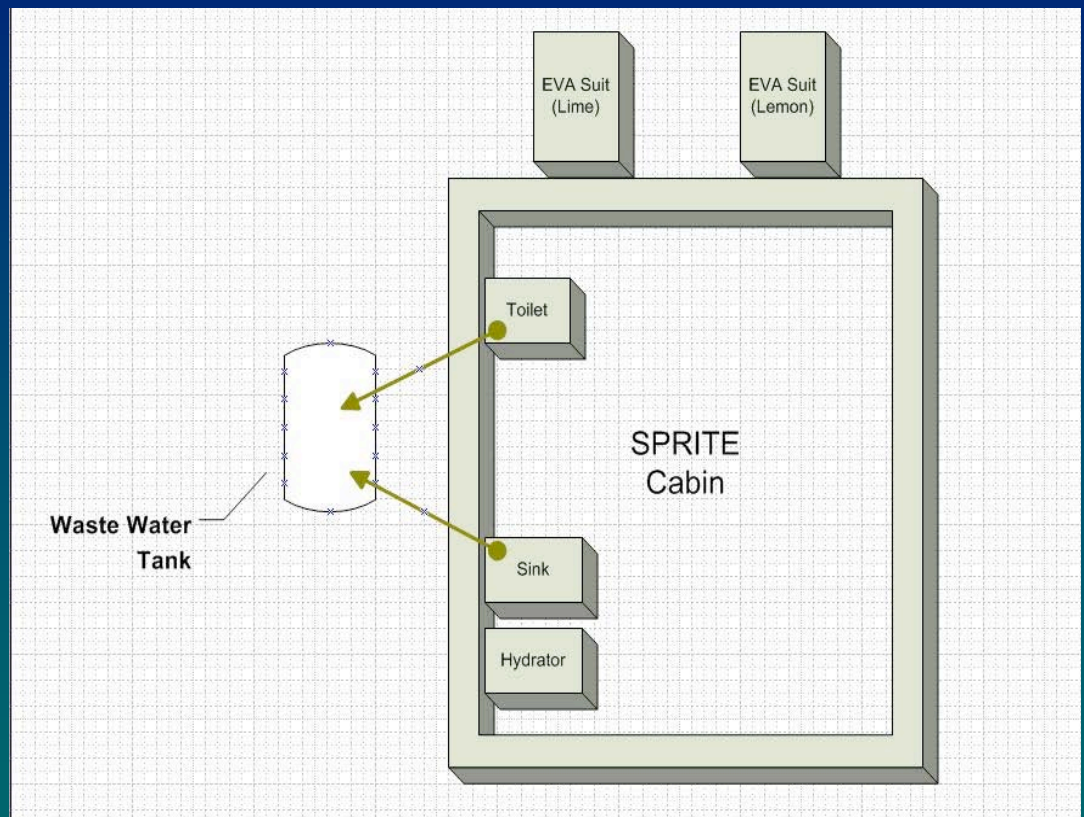 EVA Suit
(Lime)
EVA Suit
(Lemon)
Toilet
SPRITE
Cabin
Waste Water
Tank
Sink
Hydrator